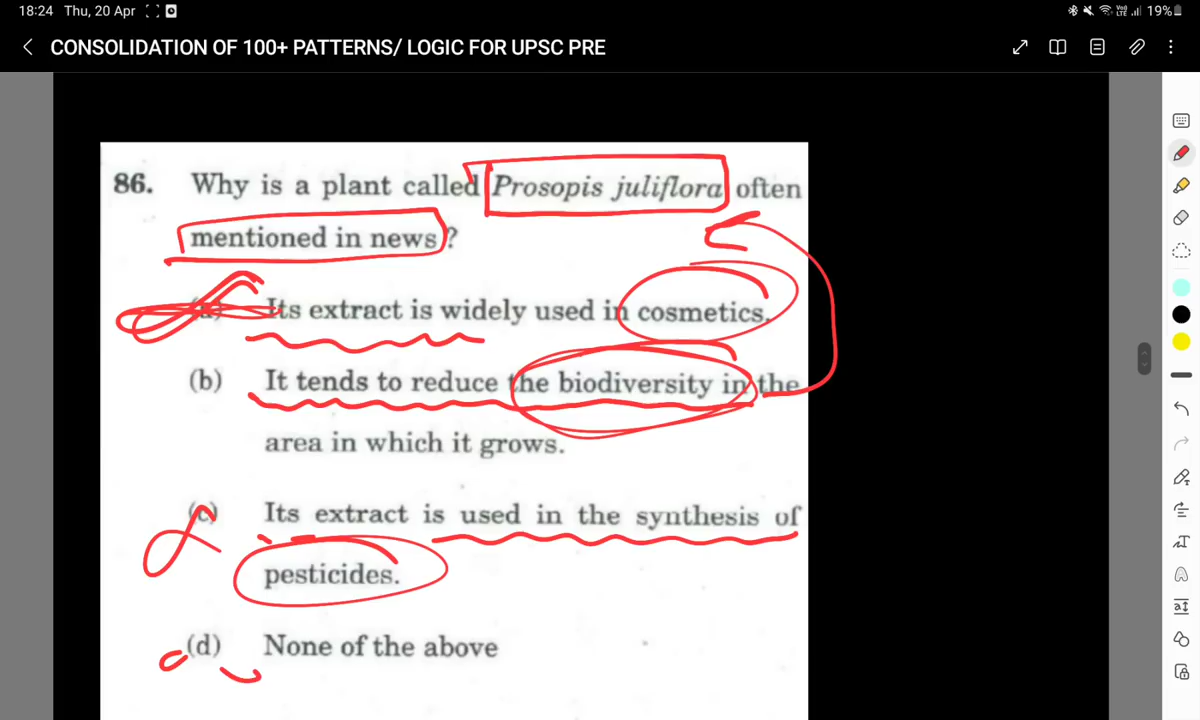 18:24 Thu, 20 Apr 19%
CONSOLIDATION OF 100+ PATTERNS/ LOGIC FOR UPSC PRE
86. Why is a plant called Prosopis juliflora often
mentioned in news?
(a) Its extract is widely used in cosmetics.
(b) It tends to reduce the biodiversity in the
area in which it grows.
(c) Its extract is used in the synthesis of
pesticides.
(d) None of the above